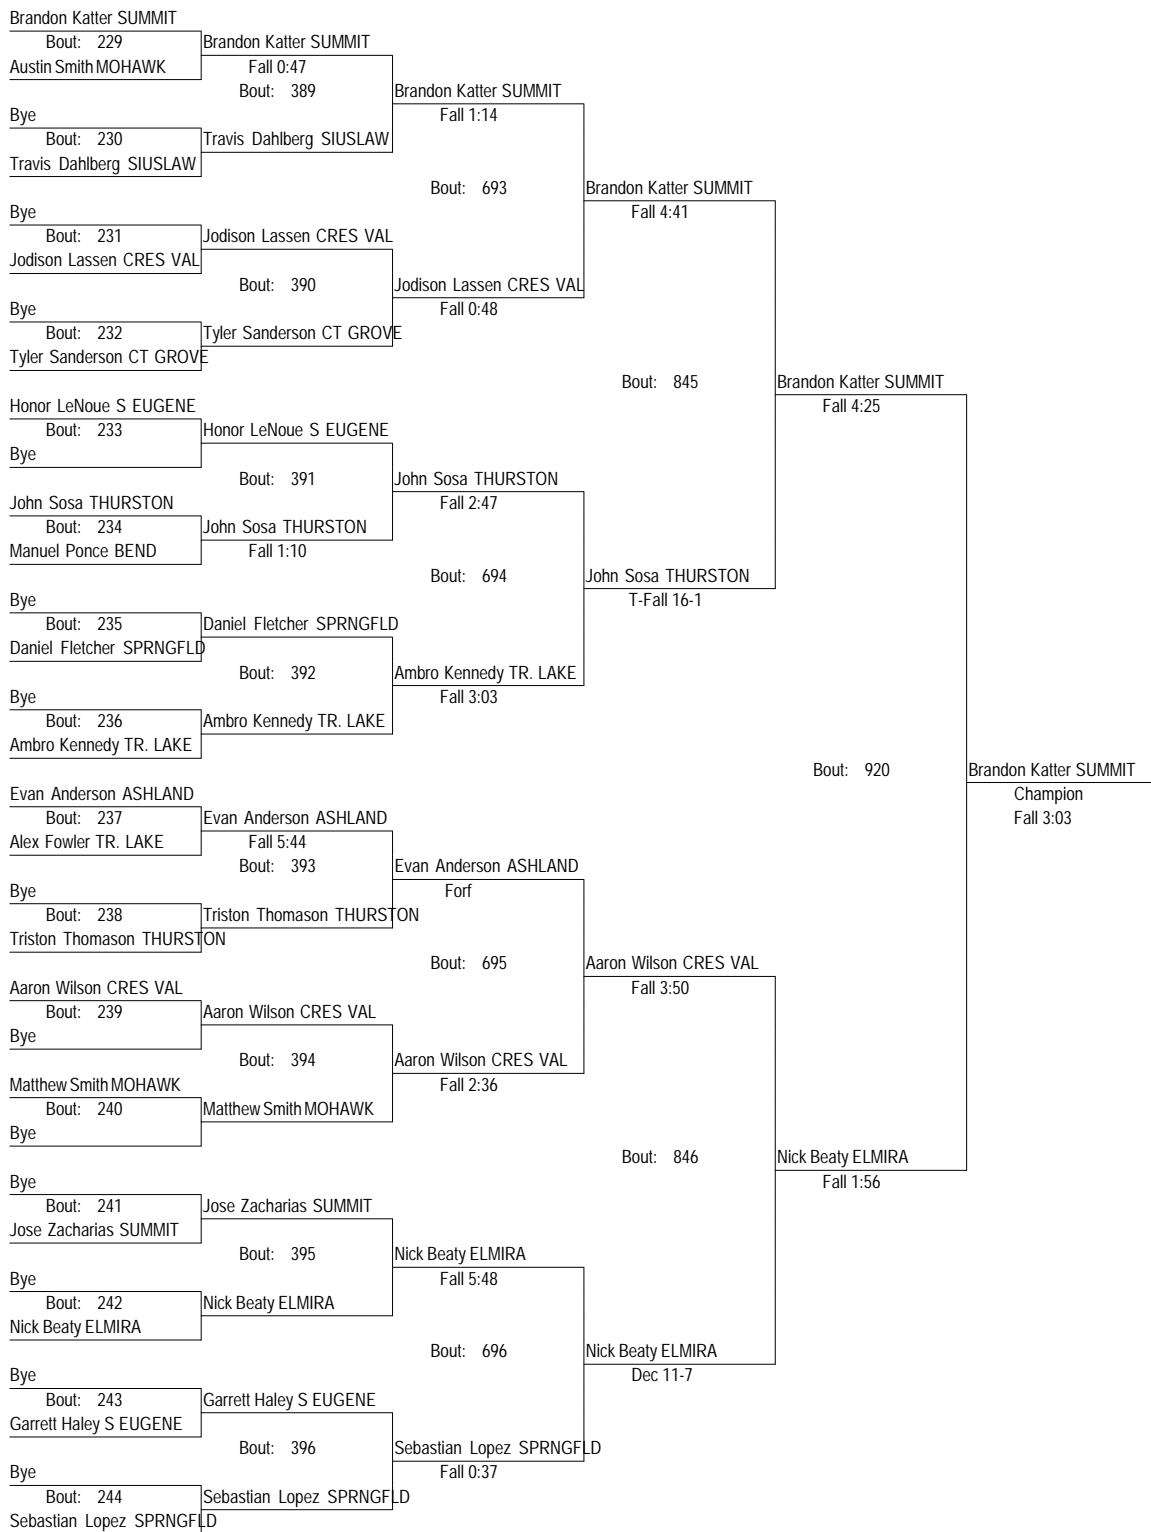 Brandon Katter SUMMIT
Bout: 229
Brandon Katter SUMMIT
Austin Smith MOHAWK
Fall 0:47
Bout: 389
Brandon Katter SUMMIT
Bye
Fall 1:14
Bout: 230
Travis Dahlberg SIUSLAW
Travis Dahlberg SIUSLAW
Bout: 693
Brandon Katter SUMMIT
Bye
Fall 4:41
Bout: 231
Jodison Lassen CRES VAL
Jodison Lassen CRES VAL
Bout: 390
Jodison Lassen CRES VAL
Bye
Fall 0:48
Bout: 232
Tyler Sanderson CT GROVE
Tyler Sanderson CT GROVE
Bout: 845
Brandon Katter SUMMIT
Honor LeNoue S EUGENE
Fall 4:25
Bout: 233
Honor LeNoue S EUGENE
Bye
Bout: 391
John Sosa THURSTON
John Sosa THURSTON
Fall 2:47
Bout: 234
John Sosa THURSTON
Manuel Ponce BEND
Fall 1:10
Bout: 694
John Sosa THURSTON
Bye
T-Fall 16-1
Bout: 235
Daniel Fletcher SPRNGFLD
Daniel Fletcher SPRNGFLD
Bout: 392
Ambro Kennedy TR. LAKE
Bye
Fall 3:03
Bout: 236
Ambro Kennedy TR. LAKE
Ambro Kennedy TR. LAKE
Bout: 920
Brandon Katter SUMMIT
Evan Anderson ASHLAND
Champion
Bout: 237
Evan Anderson ASHLAND
Fall 3:03
Alex Fowler TR. LAKE
Fall 5:44
Bout: 393
Evan Anderson ASHLAND
Bye
Forf
Bout: 238
Triston Thomason THURSTON
Triston Thomason THURSTON
Bout: 695
Aaron Wilson CRES VAL
Aaron Wilson CRES VAL
Fall 3:50
Bout: 239
Aaron Wilson CRES VAL
Bye
Bout: 394
Aaron Wilson CRES VAL
Matthew Smith MOHAWK
Fall 2:36
Bout: 240
Matthew Smith MOHAWK
Bye
Bout: 846
Nick Beaty ELMIRA
Bye
Fall 1:56
Bout: 241
Jose Zacharias SUMMIT
Jose Zacharias SUMMIT
Bout: 395
Nick Beaty ELMIRA
Bye
Fall 5:48
Bout: 242
Nick Beaty ELMIRA
Nick Beaty ELMIRA
Bout: 696
Nick Beaty ELMIRA
Bye
Dec 11-7
Bout: 243
Garrett Haley S EUGENE
Garrett Haley S EUGENE
Bout: 396
Sebastian Lopez SPRNGFLD
Bye
Fall 0:37
Bout: 244
Sebastian Lopez SPRNGFLD
Sebastian Lopez SPRNGFLD